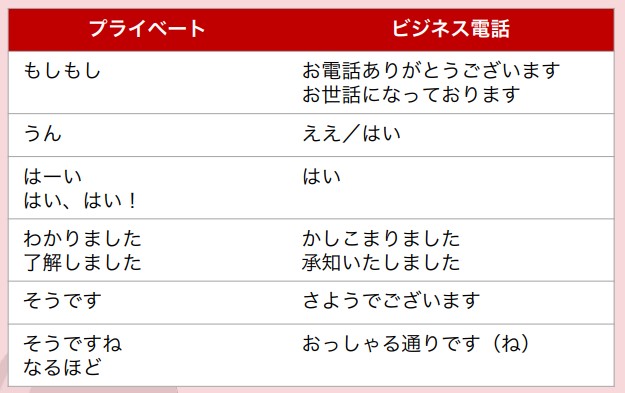 プライベート ビジネス電話
もしもし お電話ありがとうございます
お世話になっております
うん ええ／はい
はーい はい
はい、はい！
わかりました かしこまりました
了解しました 承知いたしました
そうです さようでございます
そうですね おっしゃる通りです（ね）
なるほど